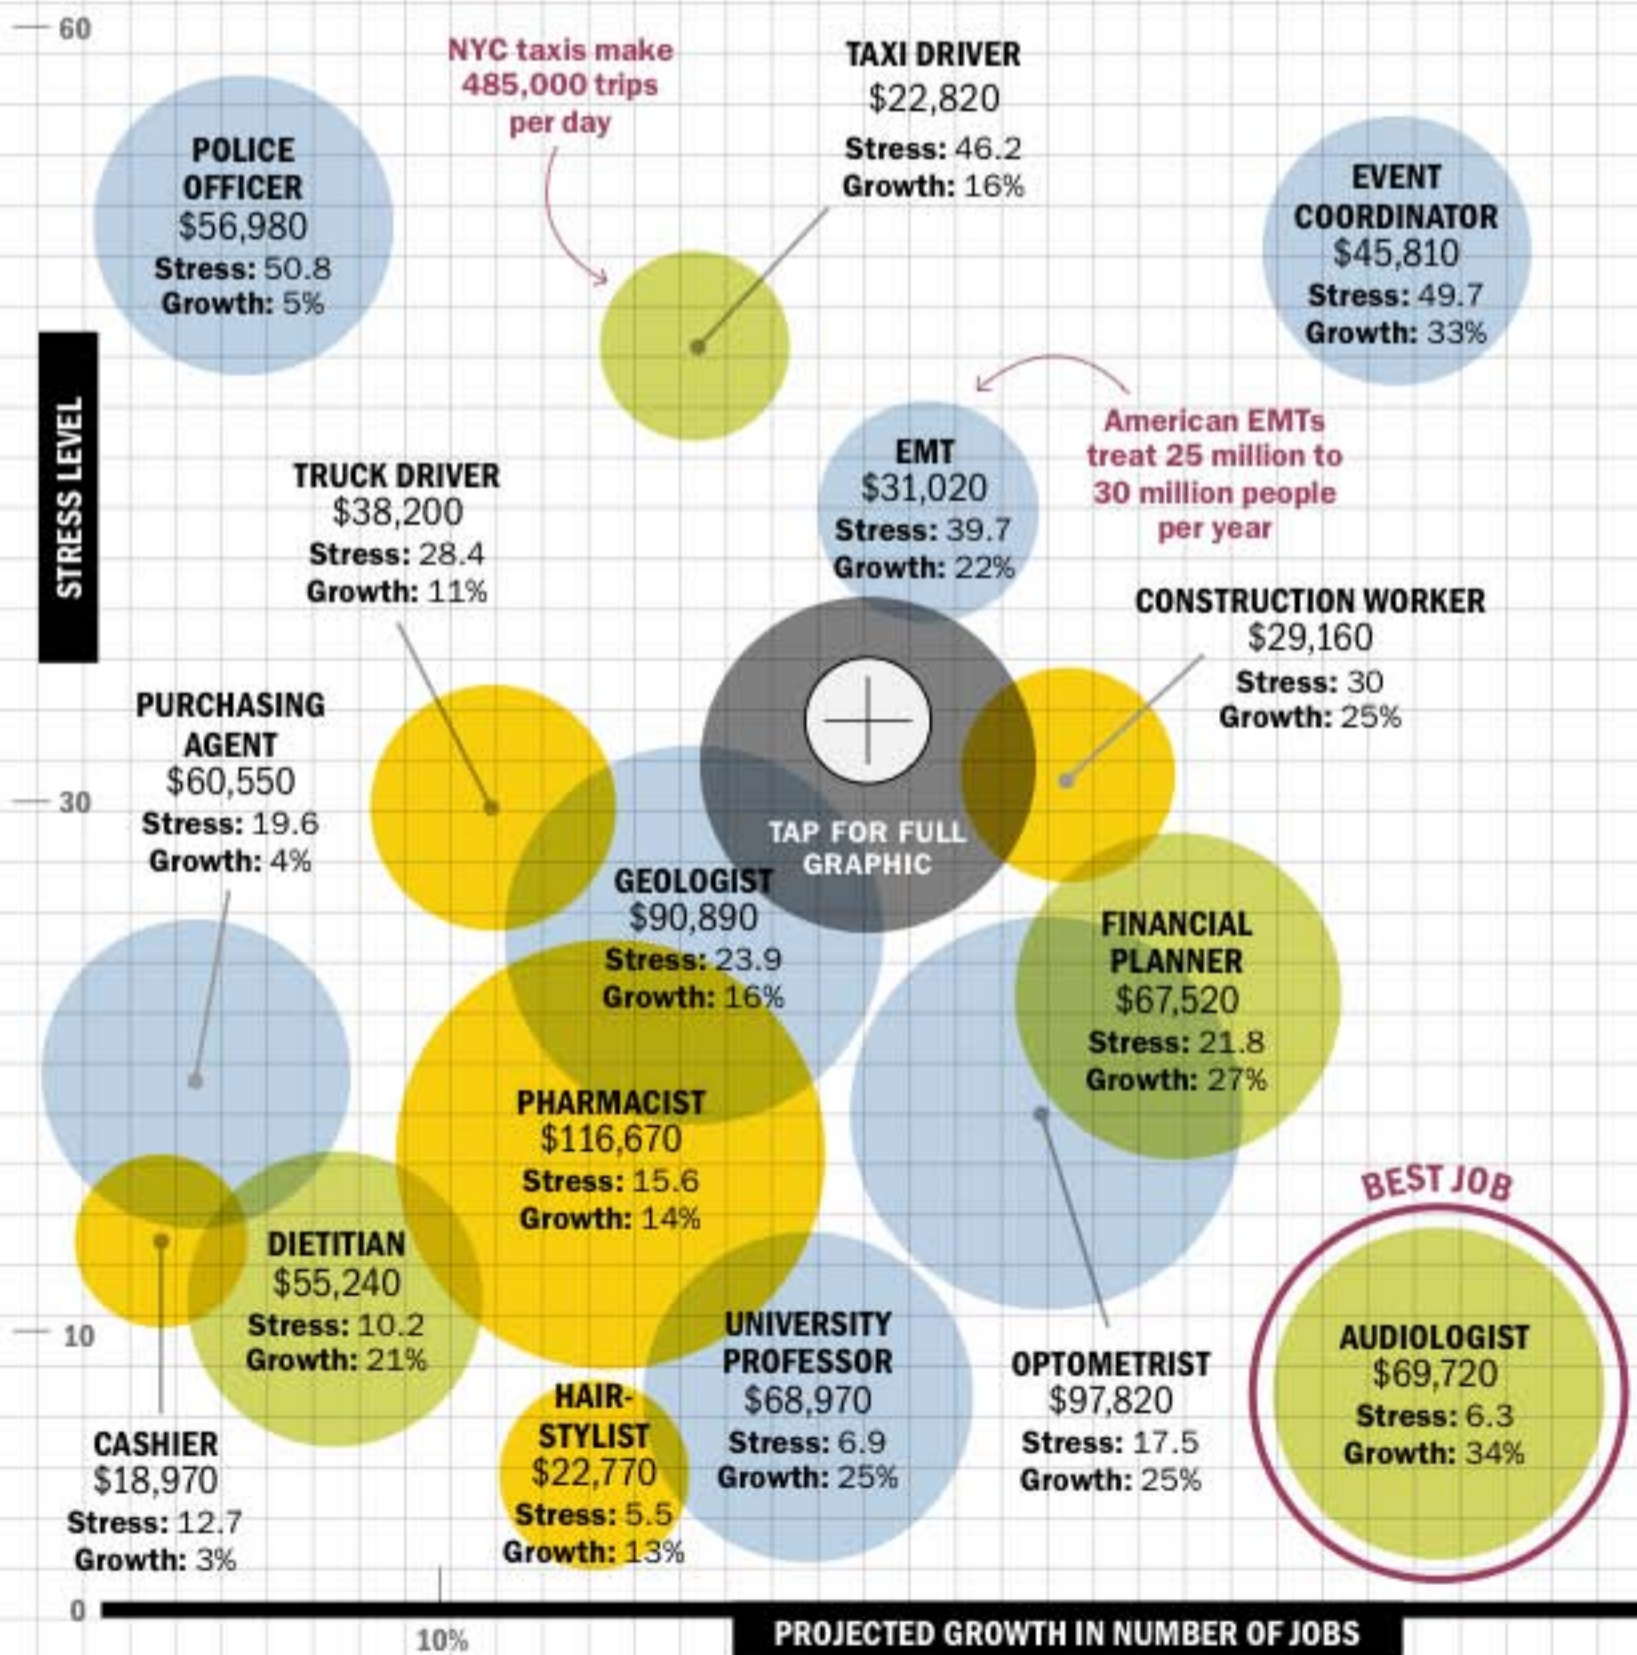 60
NYC taxis make
485,000 trips
per day
TAXI DRIVER
$22,820
Stress: 46.2
Growth: 16%
POLICE
OFFICER
$56,980
Stress: 50.8
Growth: 5%
EVENT
COORDINATOR
$45,810
Stress: 49.7
Growth: 33%
STRESS LEVEL
EMT
$31,020
Stress: 39.7
Growth: 22%
American EMTs
treat 25 million to
30 million people
per year
TRUCK DRIVER
$38,200
Stress: 28.4
Growth: 11%
CONSTRUCTION WORKER
$29,160
Stress: 30
Growth: 25%
PURCHASING
AGENT
$60,550
Stress: 19.6
Growth: 4%
30
TAP FOR FULL
GRAPHIC
GEOLOGIST
$90,890
Stress: 23.9
Growth: 16%
FINANCIAL
PLANNER
$67,520
Stress: 21.8
Growth: 27%
PHARMACIST
$116,670
Stress: 15.6
Growth: 14%
BEST JOB
DIETITIAN
$55,240
Stress: 10.2
Growth: 21%
10
UNIVERSITY
PROFESSOR
$68,970
Stress: 6.9
Growth: 25%
OPTOMETRIST
$97,820
Stress: 17.5
Growth: 25%
AUDIOLOGIST
$69,720
Stress: 6.3
Growth: 34%
HAIR-
STYLIST
$22,770
Stress: 5.5
Growth: 13%
CASHIER
$18,970
Stress: 12.7
Growth: 3%
0
10%
PROJECTED GROWTH IN NUMBER OF JOBS